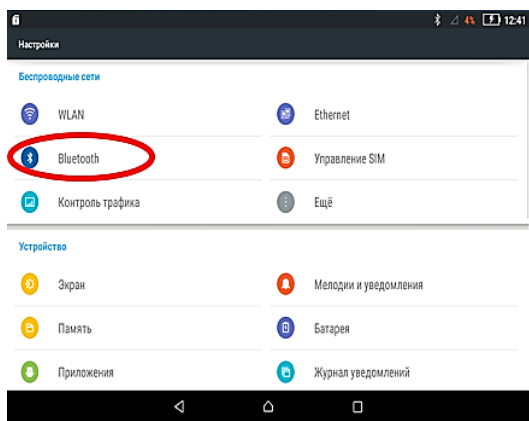 4% 12:41
Настройки
Беспроводные сети
WLAN
Ethernet
Bluetooth
Управление SIM
Контроль трафика
Ещё
Устройство
Экран
Мелодии и уведомления
Память
Батарея
Приложения
Журнал уведомлений